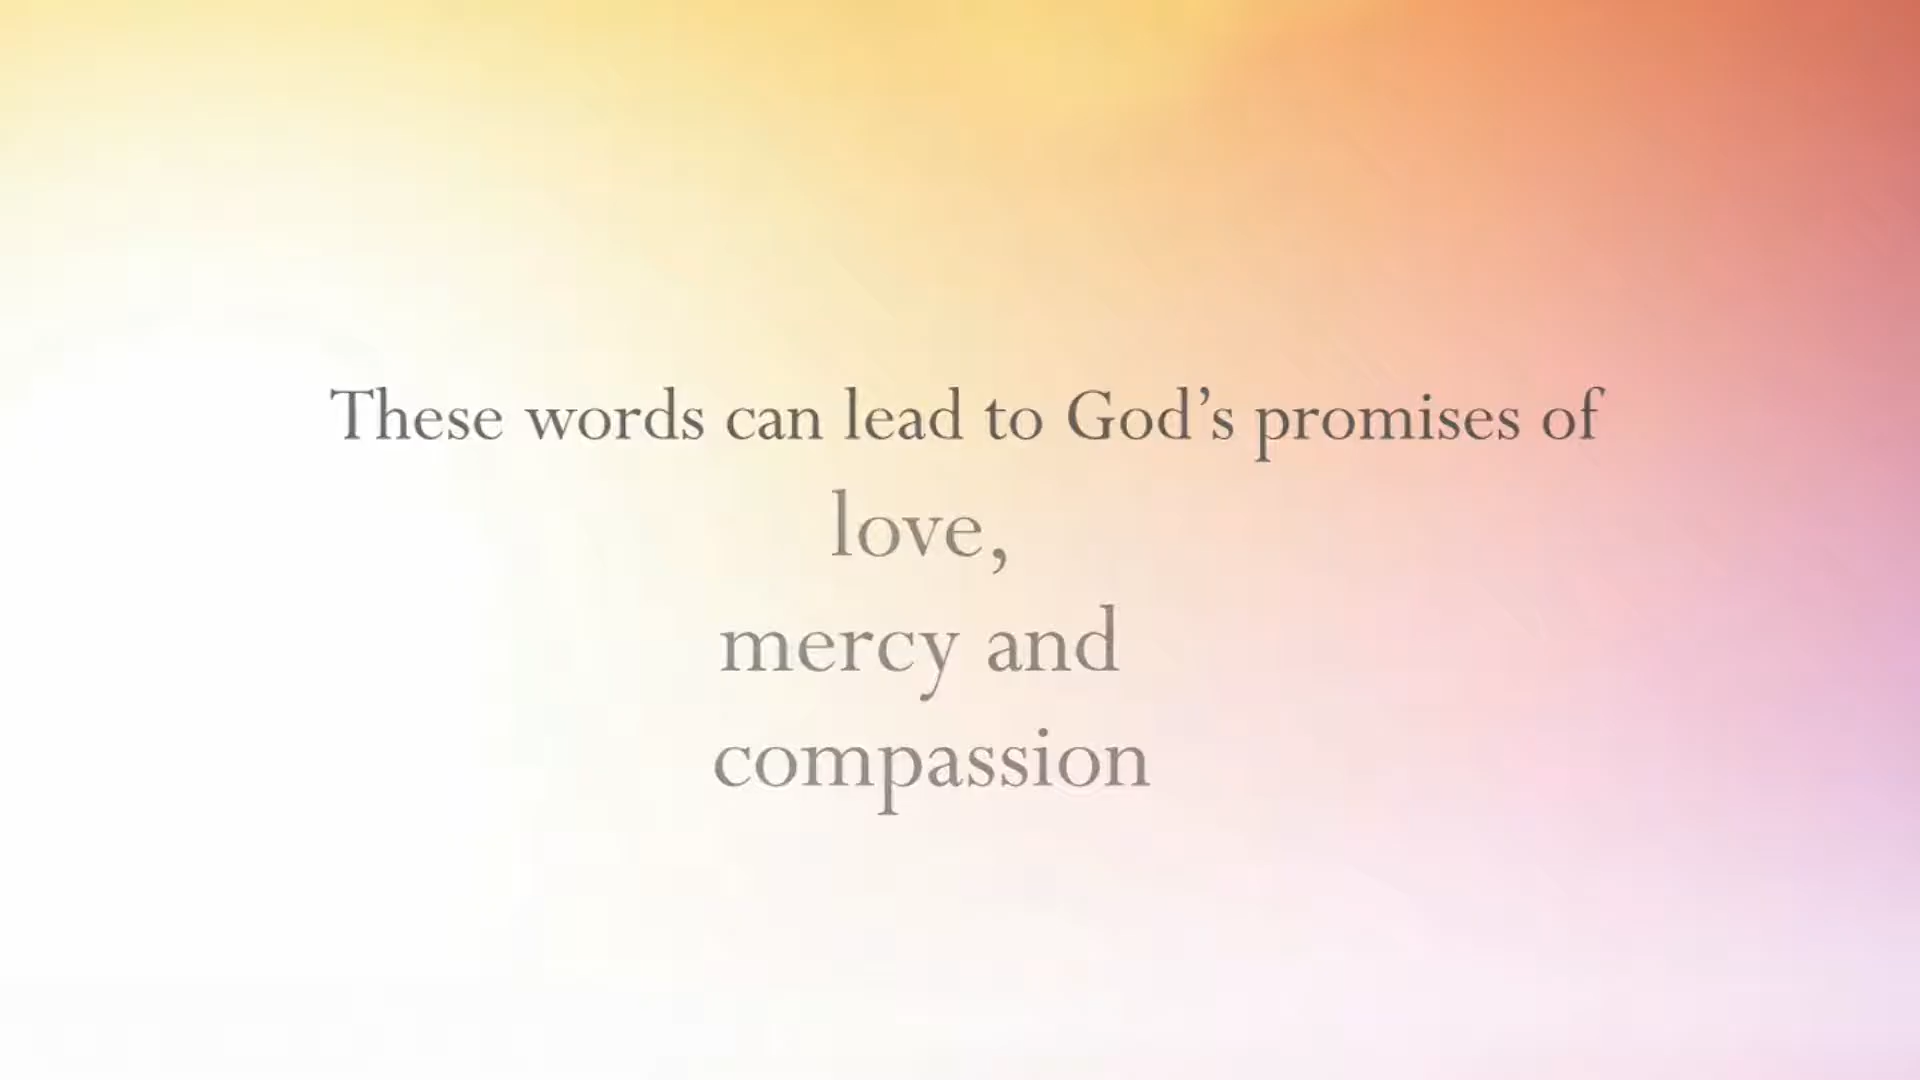 These words can lead to God’s promises of
love,
mercy and
compassion